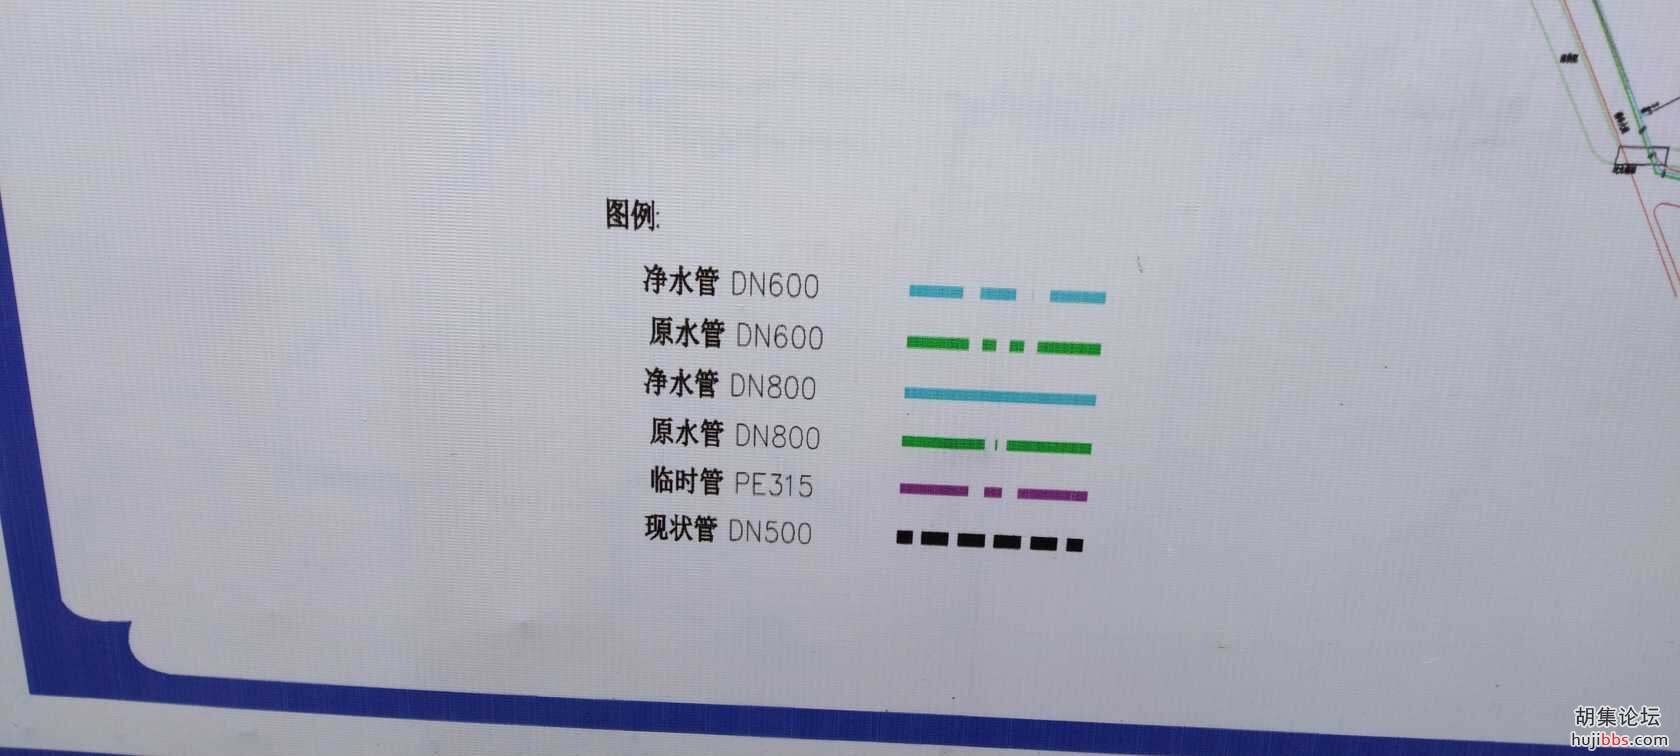 图例:
净水管 DN600
原水管 DN600
净水管 DN800
原水管 DN800
临时管 PE315
现状管 DN500
胡集论坛
hujibbs.com